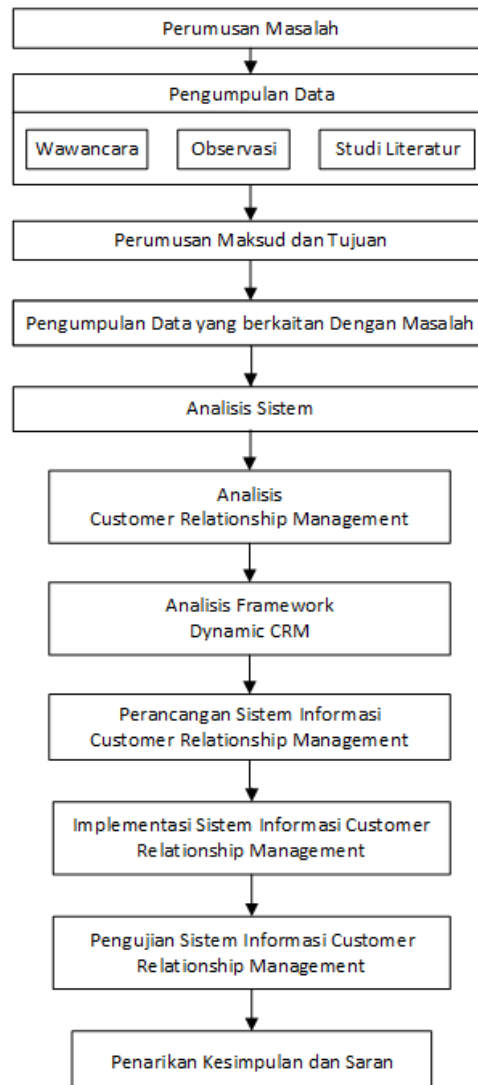 Perumusan Masalah
Pengumpulan Data
Wawancara
Observasi
Studi Literatur
Perumusan Maksud dan Tujuan
Pengumpulan Data yang berkaitan Dengan Masalah
Analisis Sistem
Analisis
Customer Relationship Management
Analisis Framework
Dynamic CRM
Perancangan Sistem Informasi
Customer Relationship Management
Implementasi Sistem Informasi Customer
Relationship Management
Pengujian Sistem Informasi Customer
Relationship Management
Penarikan Kesimpulan dan Saran